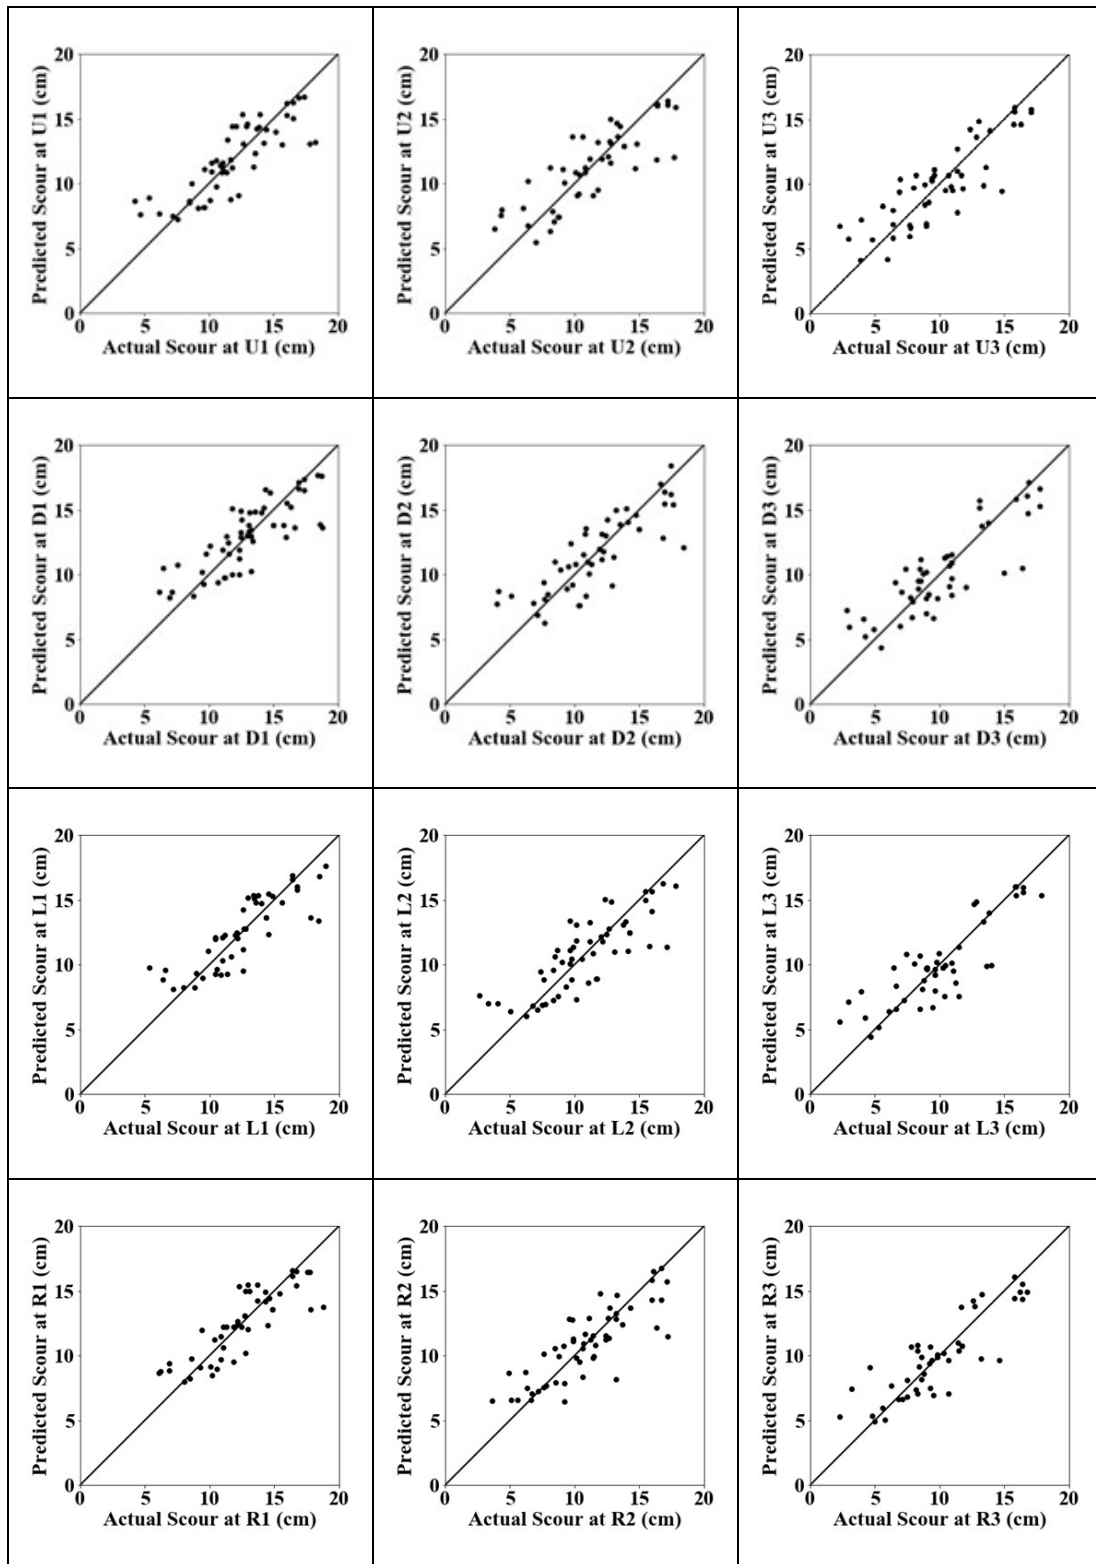 20
15
10
5
0
Predicted Scour at U1 (cm)
0 5 10 15 20
Actual Scour at U1 (cm)
20
15
10
5
0
Predicted Scour at U2 (cm)
0 5 10 15 20
Actual Scour at U2 (cm)
20
15
10
5
0
Predicted Scour at U3 (cm)
0 5 10 15 20
Actual Scour at U3 (cm)
20
15
10
5
0
Predicted Scour at D1 (cm)
0 5 10 15 20
Actual Scour at D1 (cm)
20
15
10
5
0
Predicted Scour at D2 (cm)
0 5 10 15 20
Actual Scour at D2 (cm)
20
15
10
5
0
Predicted Scour at D3 (cm)
0 5 10 15 20
Actual Scour at D3 (cm)
20
15
10
5
0
Predicted Scour at L1 (cm)
0 5 10 15 20
Actual Scour at L1 (cm)
20
15
10
5
0
Predicted Scour at L2 (cm)
0 5 10 15 20
Actual Scour at L2 (cm)
20
15
10
5
0
Predicted Scour at L3 (cm)
0 5 10 15 20
Actual Scour at L3 (cm)
20
15
10
5
0
Predicted Scour at R1 (cm)
0 5 10 15 20
Actual Scour at R1 (cm)
20
15
10
5
0
Predicted Scour at R2 (cm)
0 5 10 15 20
Actual Scour at R2 (cm)
20
15
10
5
0
Predicted Scour at R3 (cm)
0 5 10 15 20
Actual Scour at R3 (cm)